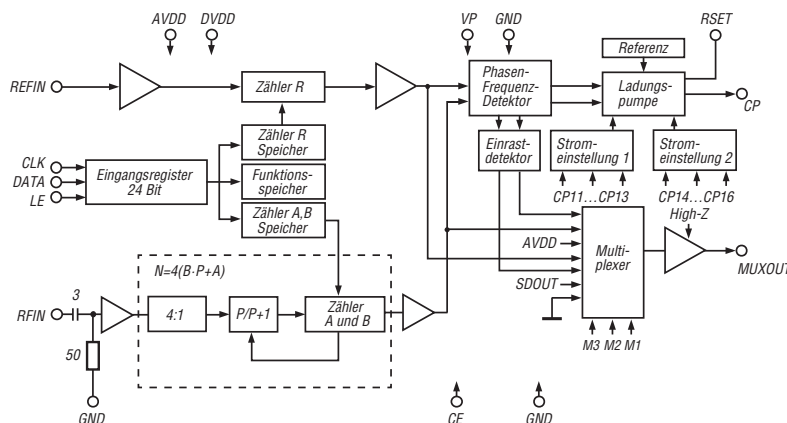 AVDD
DVDD
VP
GND
RSET
REFIN
Zähler R
Phasen-
Frequenz-
Detektor
Referenz
Ladungs-
pumpe
CP
CLK
DATA
LE
Eingangsregister
24 Bit
Zähler R
Speicher
Funktions-
speicher
Zähler A,B
Speicher
Einrast-
detektor
Strom-
einstellung 1
Strom-
einstellung 2
CP11...CP13
CP14...CP16
High-Z
AVDD
SDOUT
Multi-
plexer
MUXOUT
M3
M2
M1
N=4(B·P+A)
RFIN
3
50
GND
4:1
P/P+1
Zähler
A und B
CE
GND